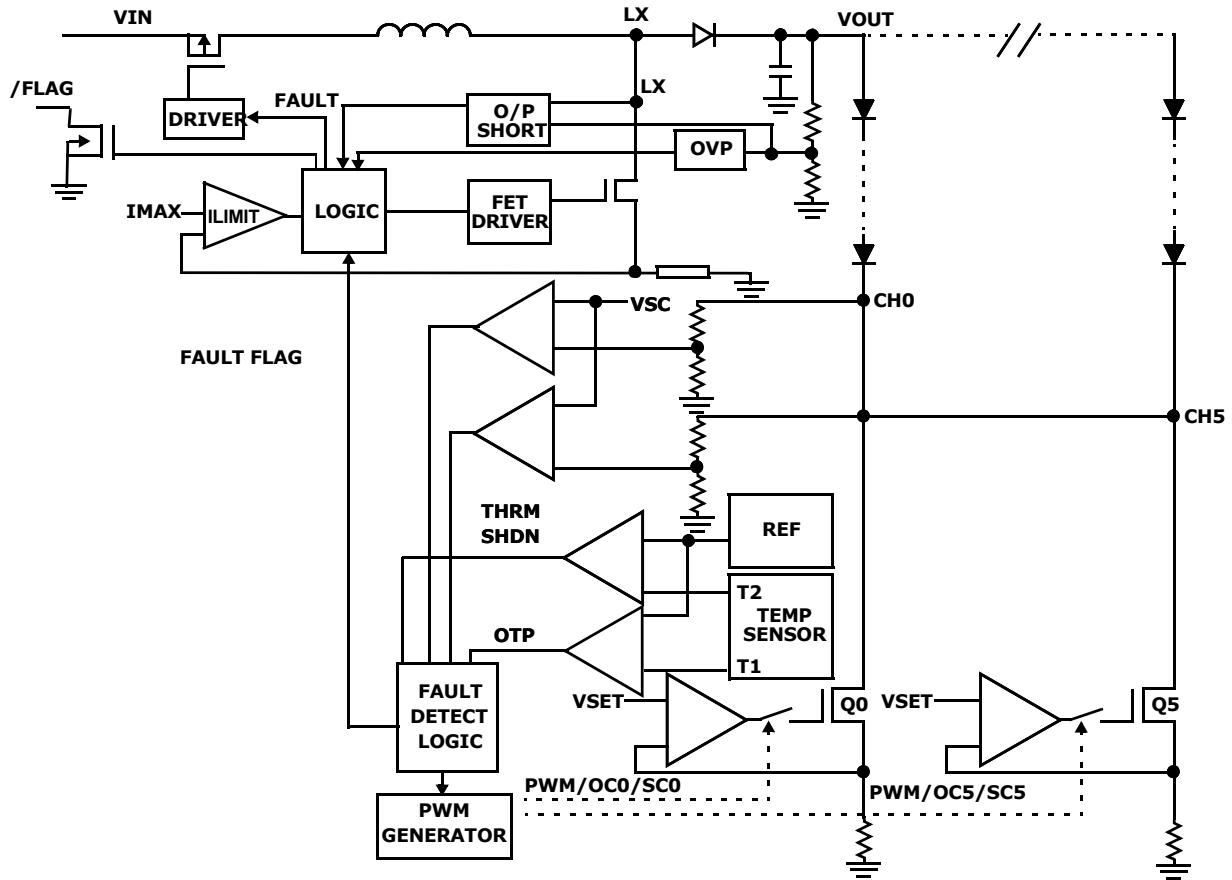 VIN
LX
VOUT
/FLAG
LX
FAULT
O/P
SHORT
DRIVER
OVP
IMAX
ILIMIT
LOGIC
FET
DRIVER
VSC
CH0
FAULT FLAG
CH5
THRM
SHDN
REF
T2
TEMP
SENSOR
OTP
T1
FAULT
DETECT
LOGIC
VSET
Q0
VSET
Q5
PWM/OC0/SC0
PWM/OC5/SC5
PWM
GENERATOR